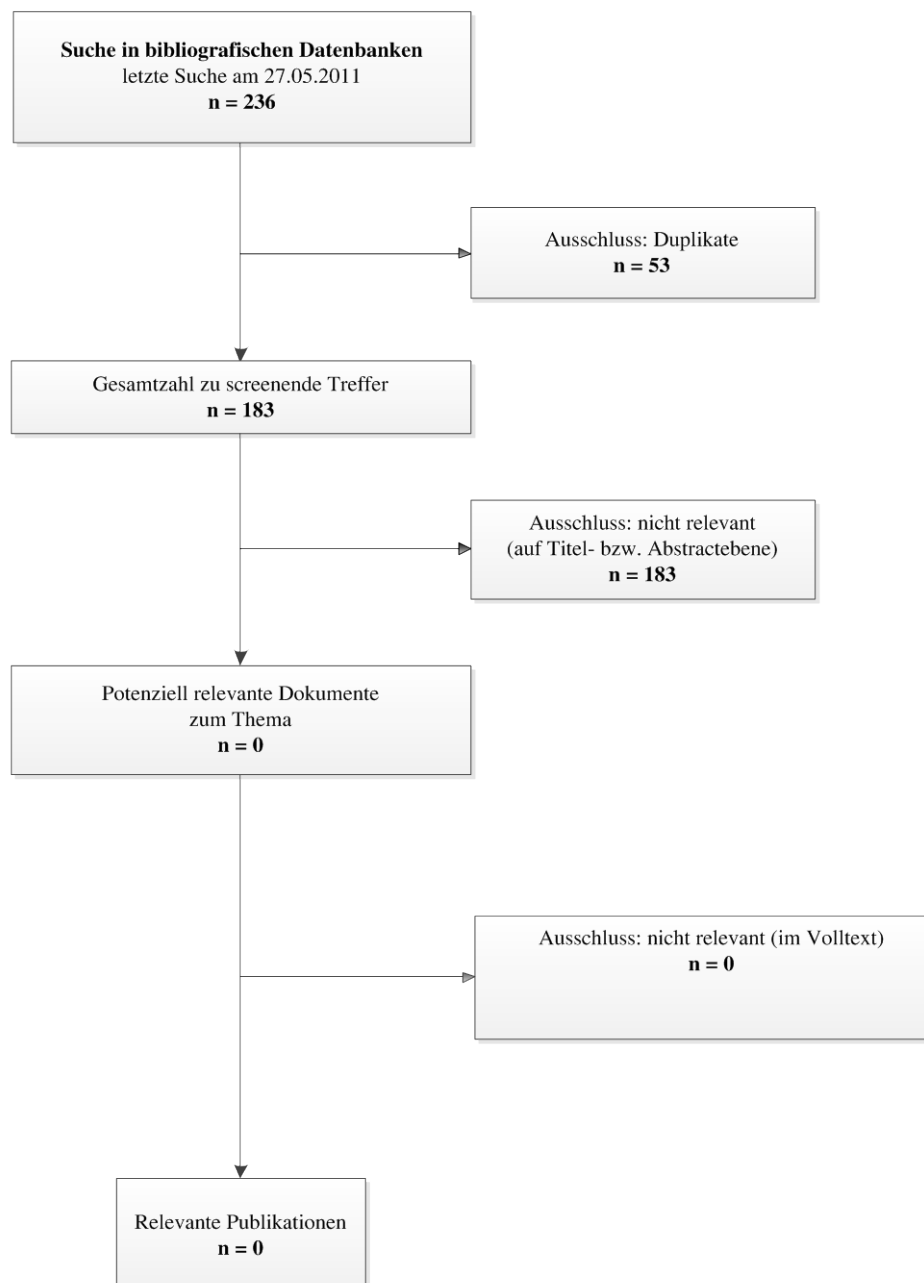 Suche in bibliografischen Datenbanken
letzte Suche am 27.05.2011
n = 236
Ausschluss: Duplikate
n = 53
Gesamtzahl zu screenende Treffer
n = 183
Ausschluss: nicht relevant
(auf Titel- bzw. Abstractebene)
n = 183
Potenziell relevante Dokumente
zum Thema
n = 0
Ausschluss: nicht relevant (im Volltext)
n = 0
Relevante Publikationen
n = 0